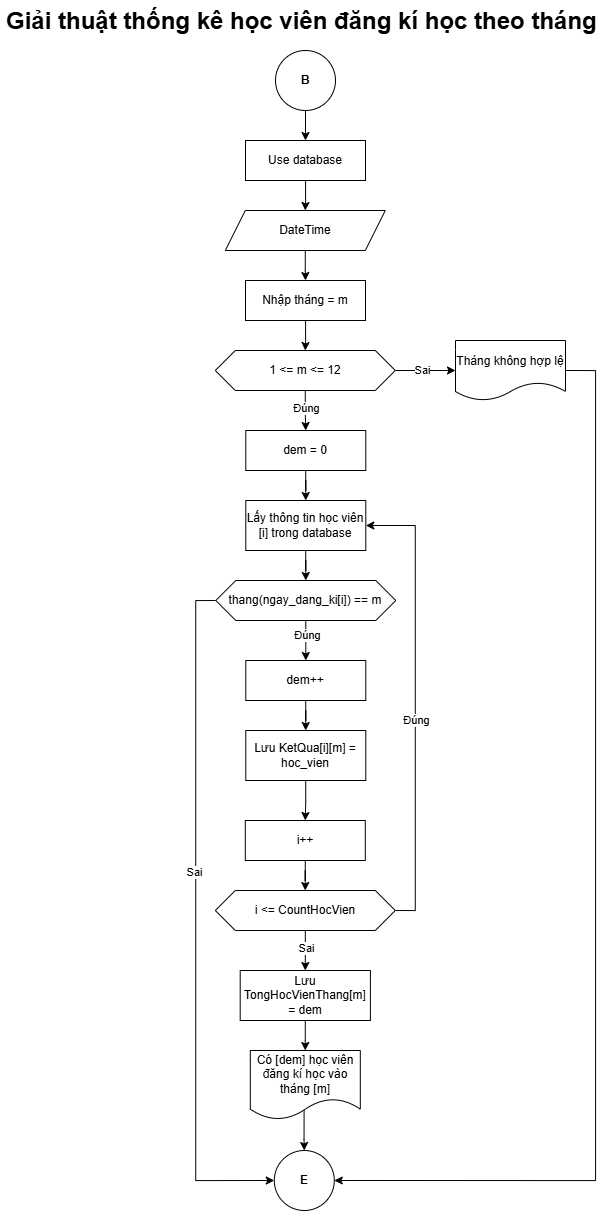 Giải thuật thống kê học viên đăng kí học theo tháng
B
Use database
DateTime
Nhập tháng = m
1 <= m <= 12
Sai
Tháng không hợp lệ
Đúng
dem = 0
Lấy thông tin học viên
[i] trong database
thang(ngay_dang_ki[i]) == m
Đúng
dem++
Đúng
Lưu KetQua[i][m] =
hoc_vien
i++
Sai
i <= CountHocVien
Sai
Lưu
TongHocVienThang[m]
= dem
Có [dem] học viên
đăng kí học vào
tháng [m]
E